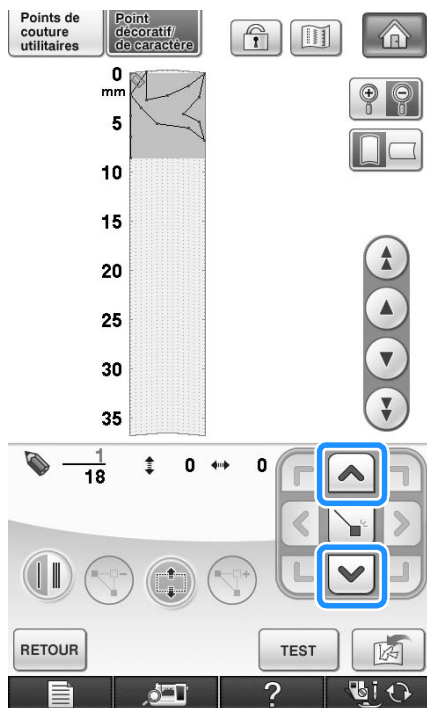 Points de
couture
utilitaires
Point
décoratif/
de caractère
0
mm
5
10
15
20
25
30
35
1
18
0
0
RETOUR
TEST
?